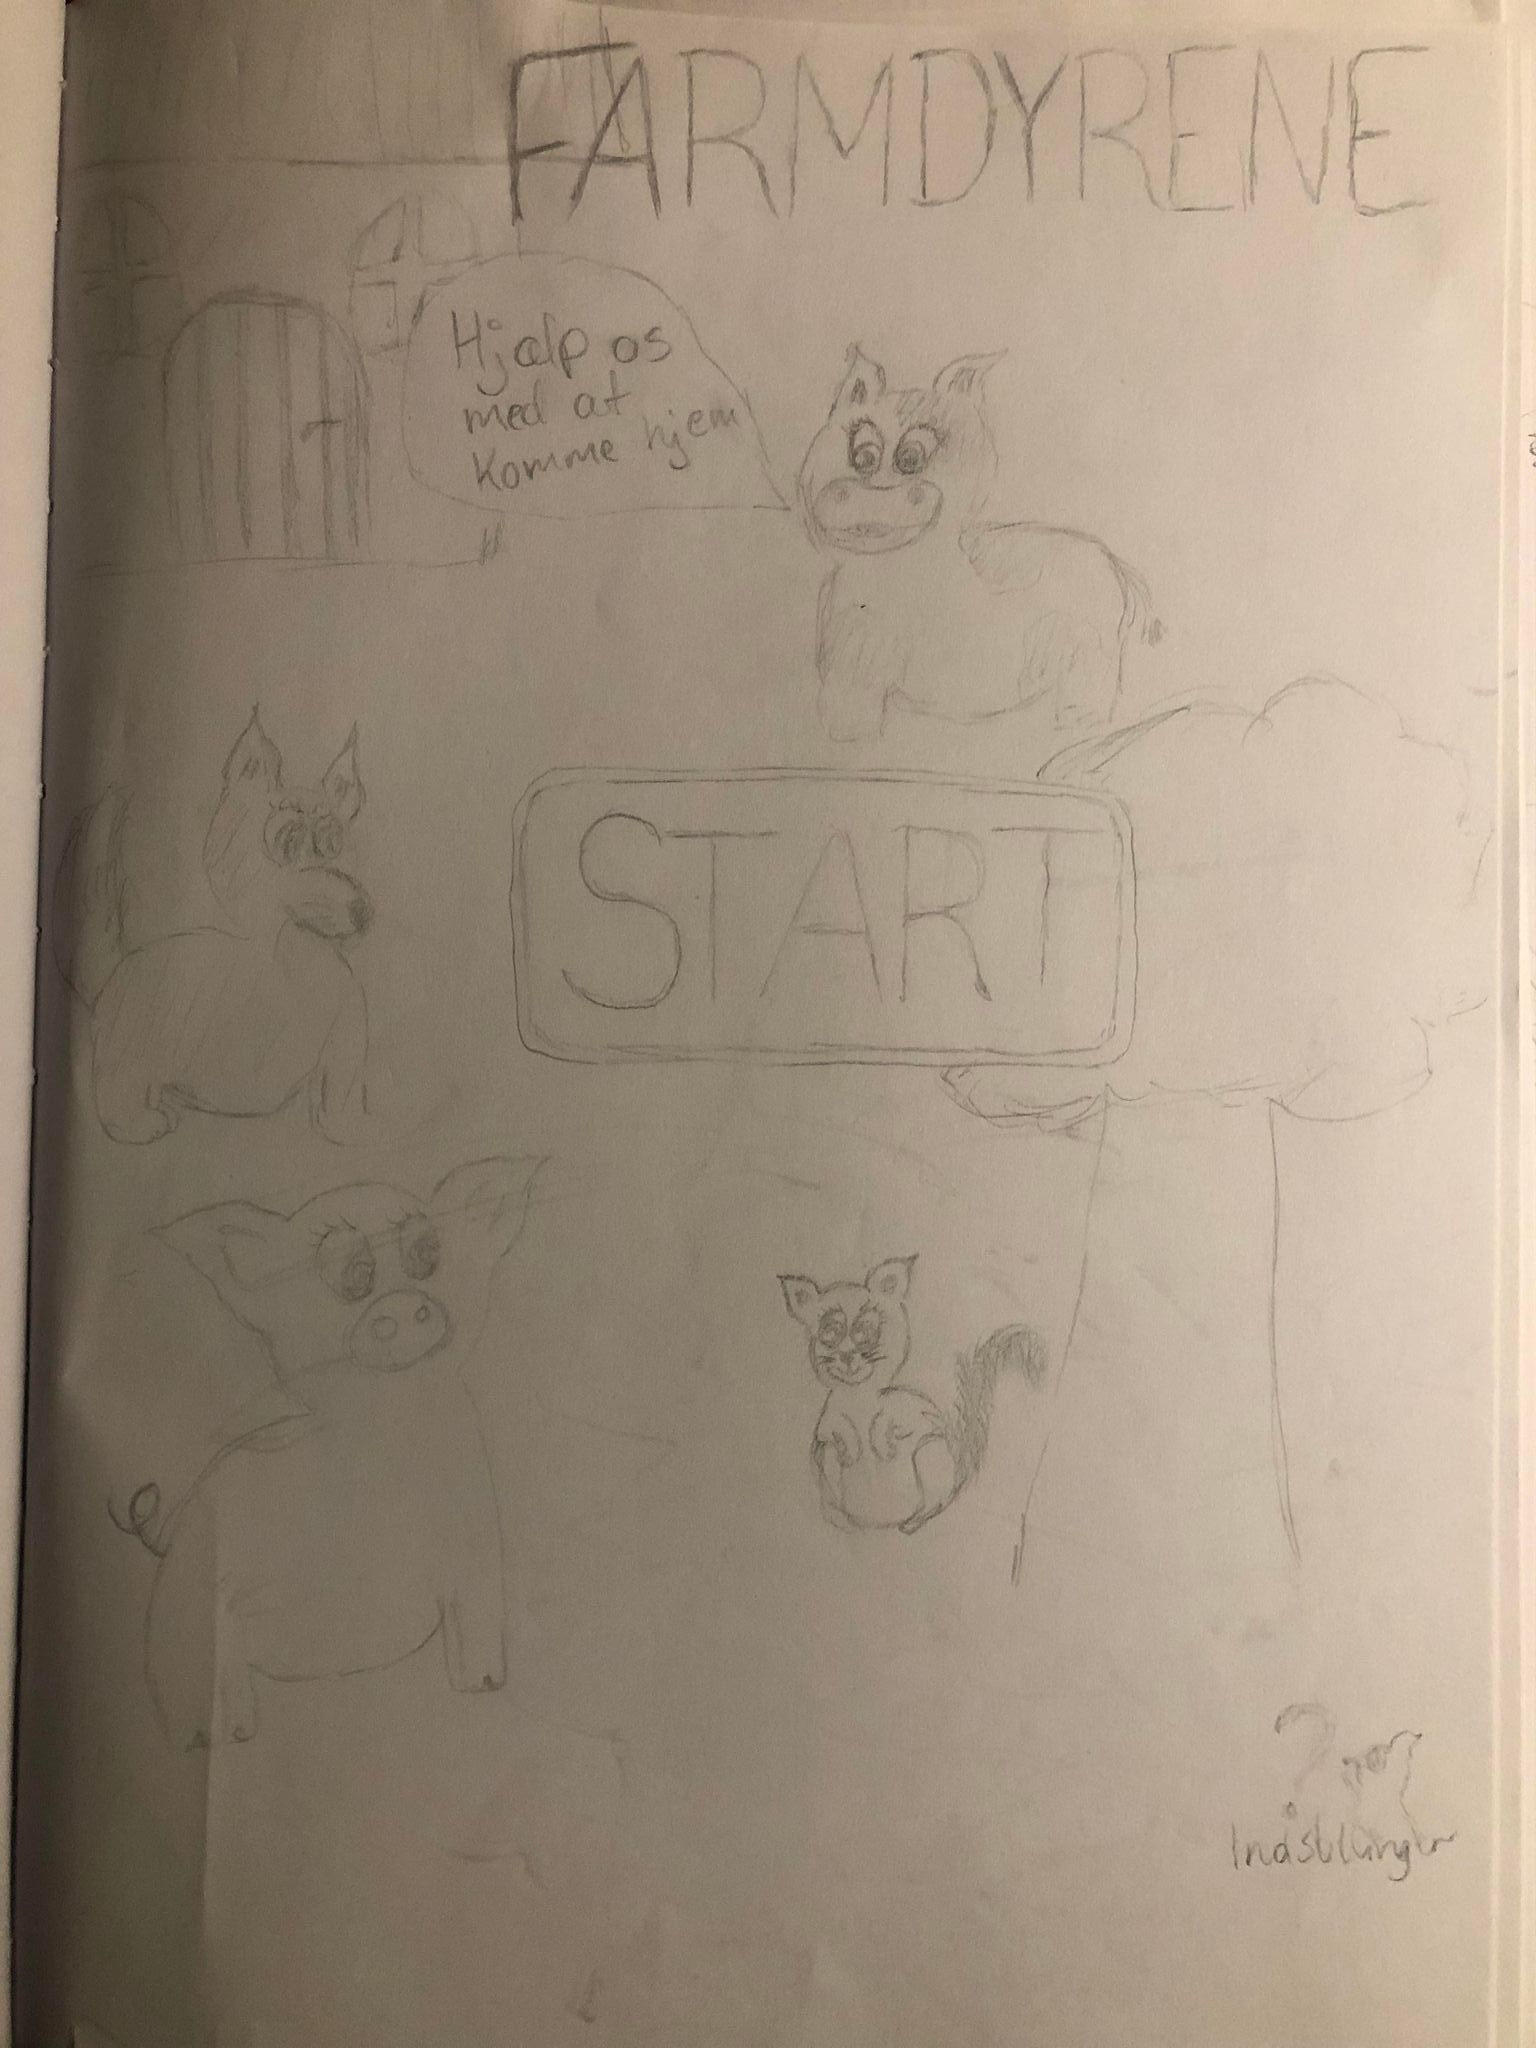 FARMDYRENE
Hjælp os
med at
komme hjem
START
?
Indstillinger